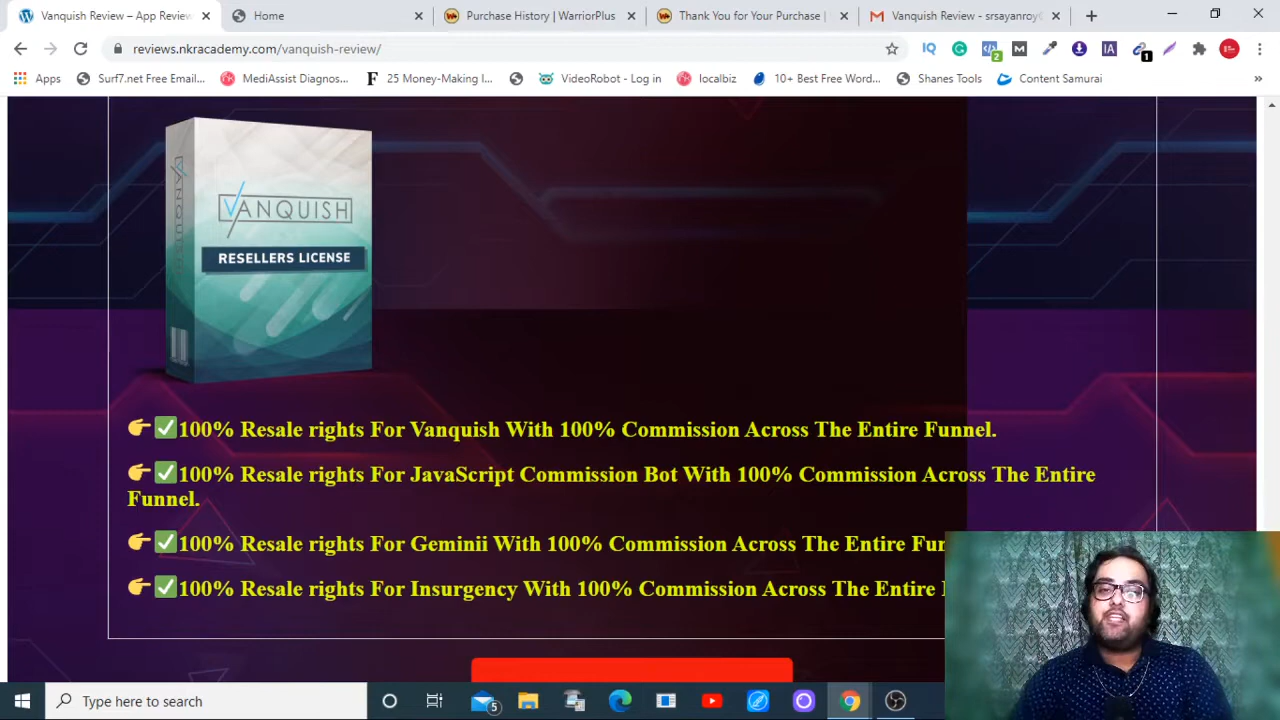 Vanquish Review – App Review
Home
Purchase History | WarriorPlus
Thank You for Your Purchase |
Vanquish Review - srsayanroy
reviews.nkracademy.com/vanquish-review/
2
1
Apps
Surf7.net Free Email...
MediAssist Diagnos...
25 Money-Making I...
VideoRobot - Log in
localbiz
10+ Best Free Word...
Shanes Tools
Content Samurai
»
VANQUISH
VANQUISH
RESELLERS LICENSE
100% Resale rights For Vanquish With 100% Commission Across The Entire Funnel.
100% Resale rights For JavaScript Commission Bot With 100% Commission Across The Entire
Funnel.
100% Resale rights For Geminii With 100% Commission Across The Entire Fun
100% Resale rights For Insurgency With 100% Commission Across The Entire
Type here to search
5